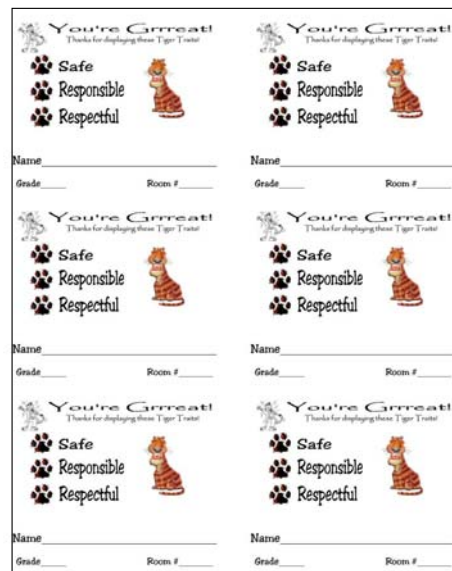 You're Grrreat!
Thanks for displaying these Tiger Traits!
Safe
Responsible
Respectful
Name
Grade Room #
You're Grrreat!
Thanks for displaying these Tiger Traits!
Safe
Responsible
Respectful
Name
Grade Room #
You're Grrreat!
Thanks for displaying these Tiger Traits!
Safe
Responsible
Respectful
Name
Grade Room #
You're Grrreat!
Thanks for displaying these Tiger Traits!
Safe
Responsible
Respectful
Name
Grade Room #
You're Grrreat!
Thanks for displaying these Tiger Traits!
Safe
Responsible
Respectful
Name
Grade Room #
You're Grrreat!
Thanks for displaying these Tiger Traits!
Safe
Responsible
Respectful
Name
Grade Room #